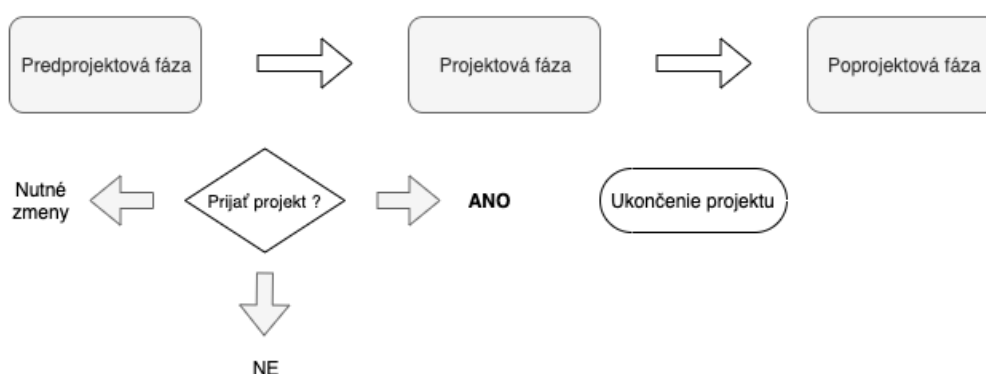 Predprojektová fáza
Projektová fáza
Poprojektová fáza
Nutné
zmeny
Prijať projekt ?
ANO
Ukončenie projektu
NE